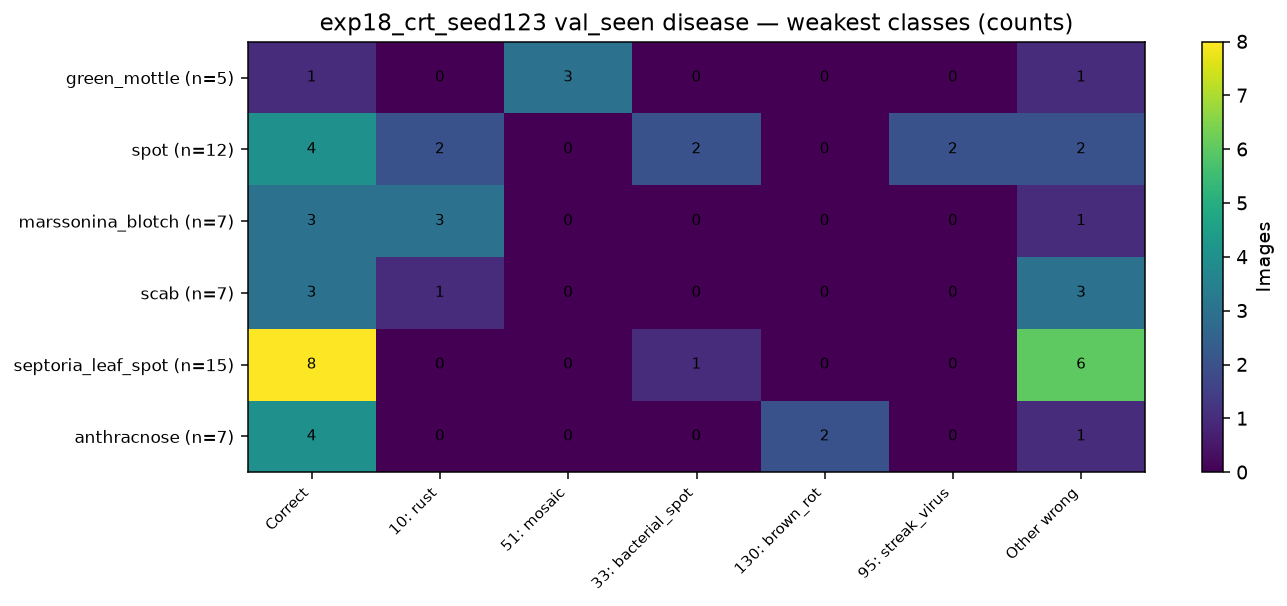 exp18_crt_seed123 val_seen disease — weakest classes (counts)
green_mottle (n=5) 1 0 3 0 0 0 1
spot (n=12) 4 2 0 2 0 2 2
marssonina_blotch (n=7) 3 3 0 0 0 0 1
scab (n=7) 3 1 0 0 0 0 3
septoria_leaf_spot (n=15) 8 0 0 1 0 0 6
anthracnose (n=7) 4 0 0 0 2 0 1
Correct
10: rust
51: mosaic
33: bacterial_spot
130: brown_rot
95: streak_virus
Other wrong
8
7
6
5
4
3
2
1
0
Images